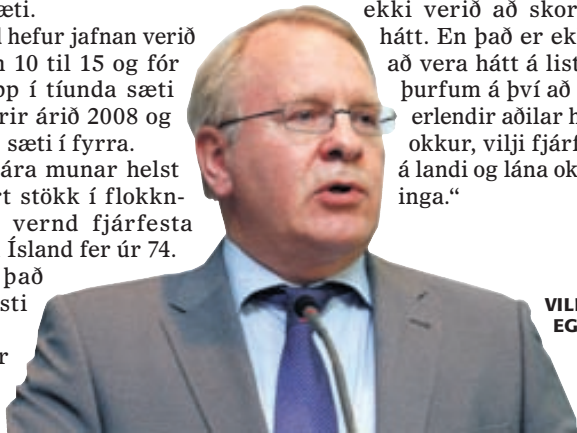 æti.
hefur jafnan verið
10 til 15 og fór
pp í tíunda sæti
rir árið 2008 og
sæti í fyrra.
ára munar helst
rt stökk í flokkn-
vernd fjárfesta
Ísland fer úr 74.
það
sti
r
ekki verið að skor
hátt. En það er ek
að vera hátt á list
þurfum á því að
erlendir aðilar h
okkur, vilji fjárf
á landi og lána ok
inga.“
VIL
EG